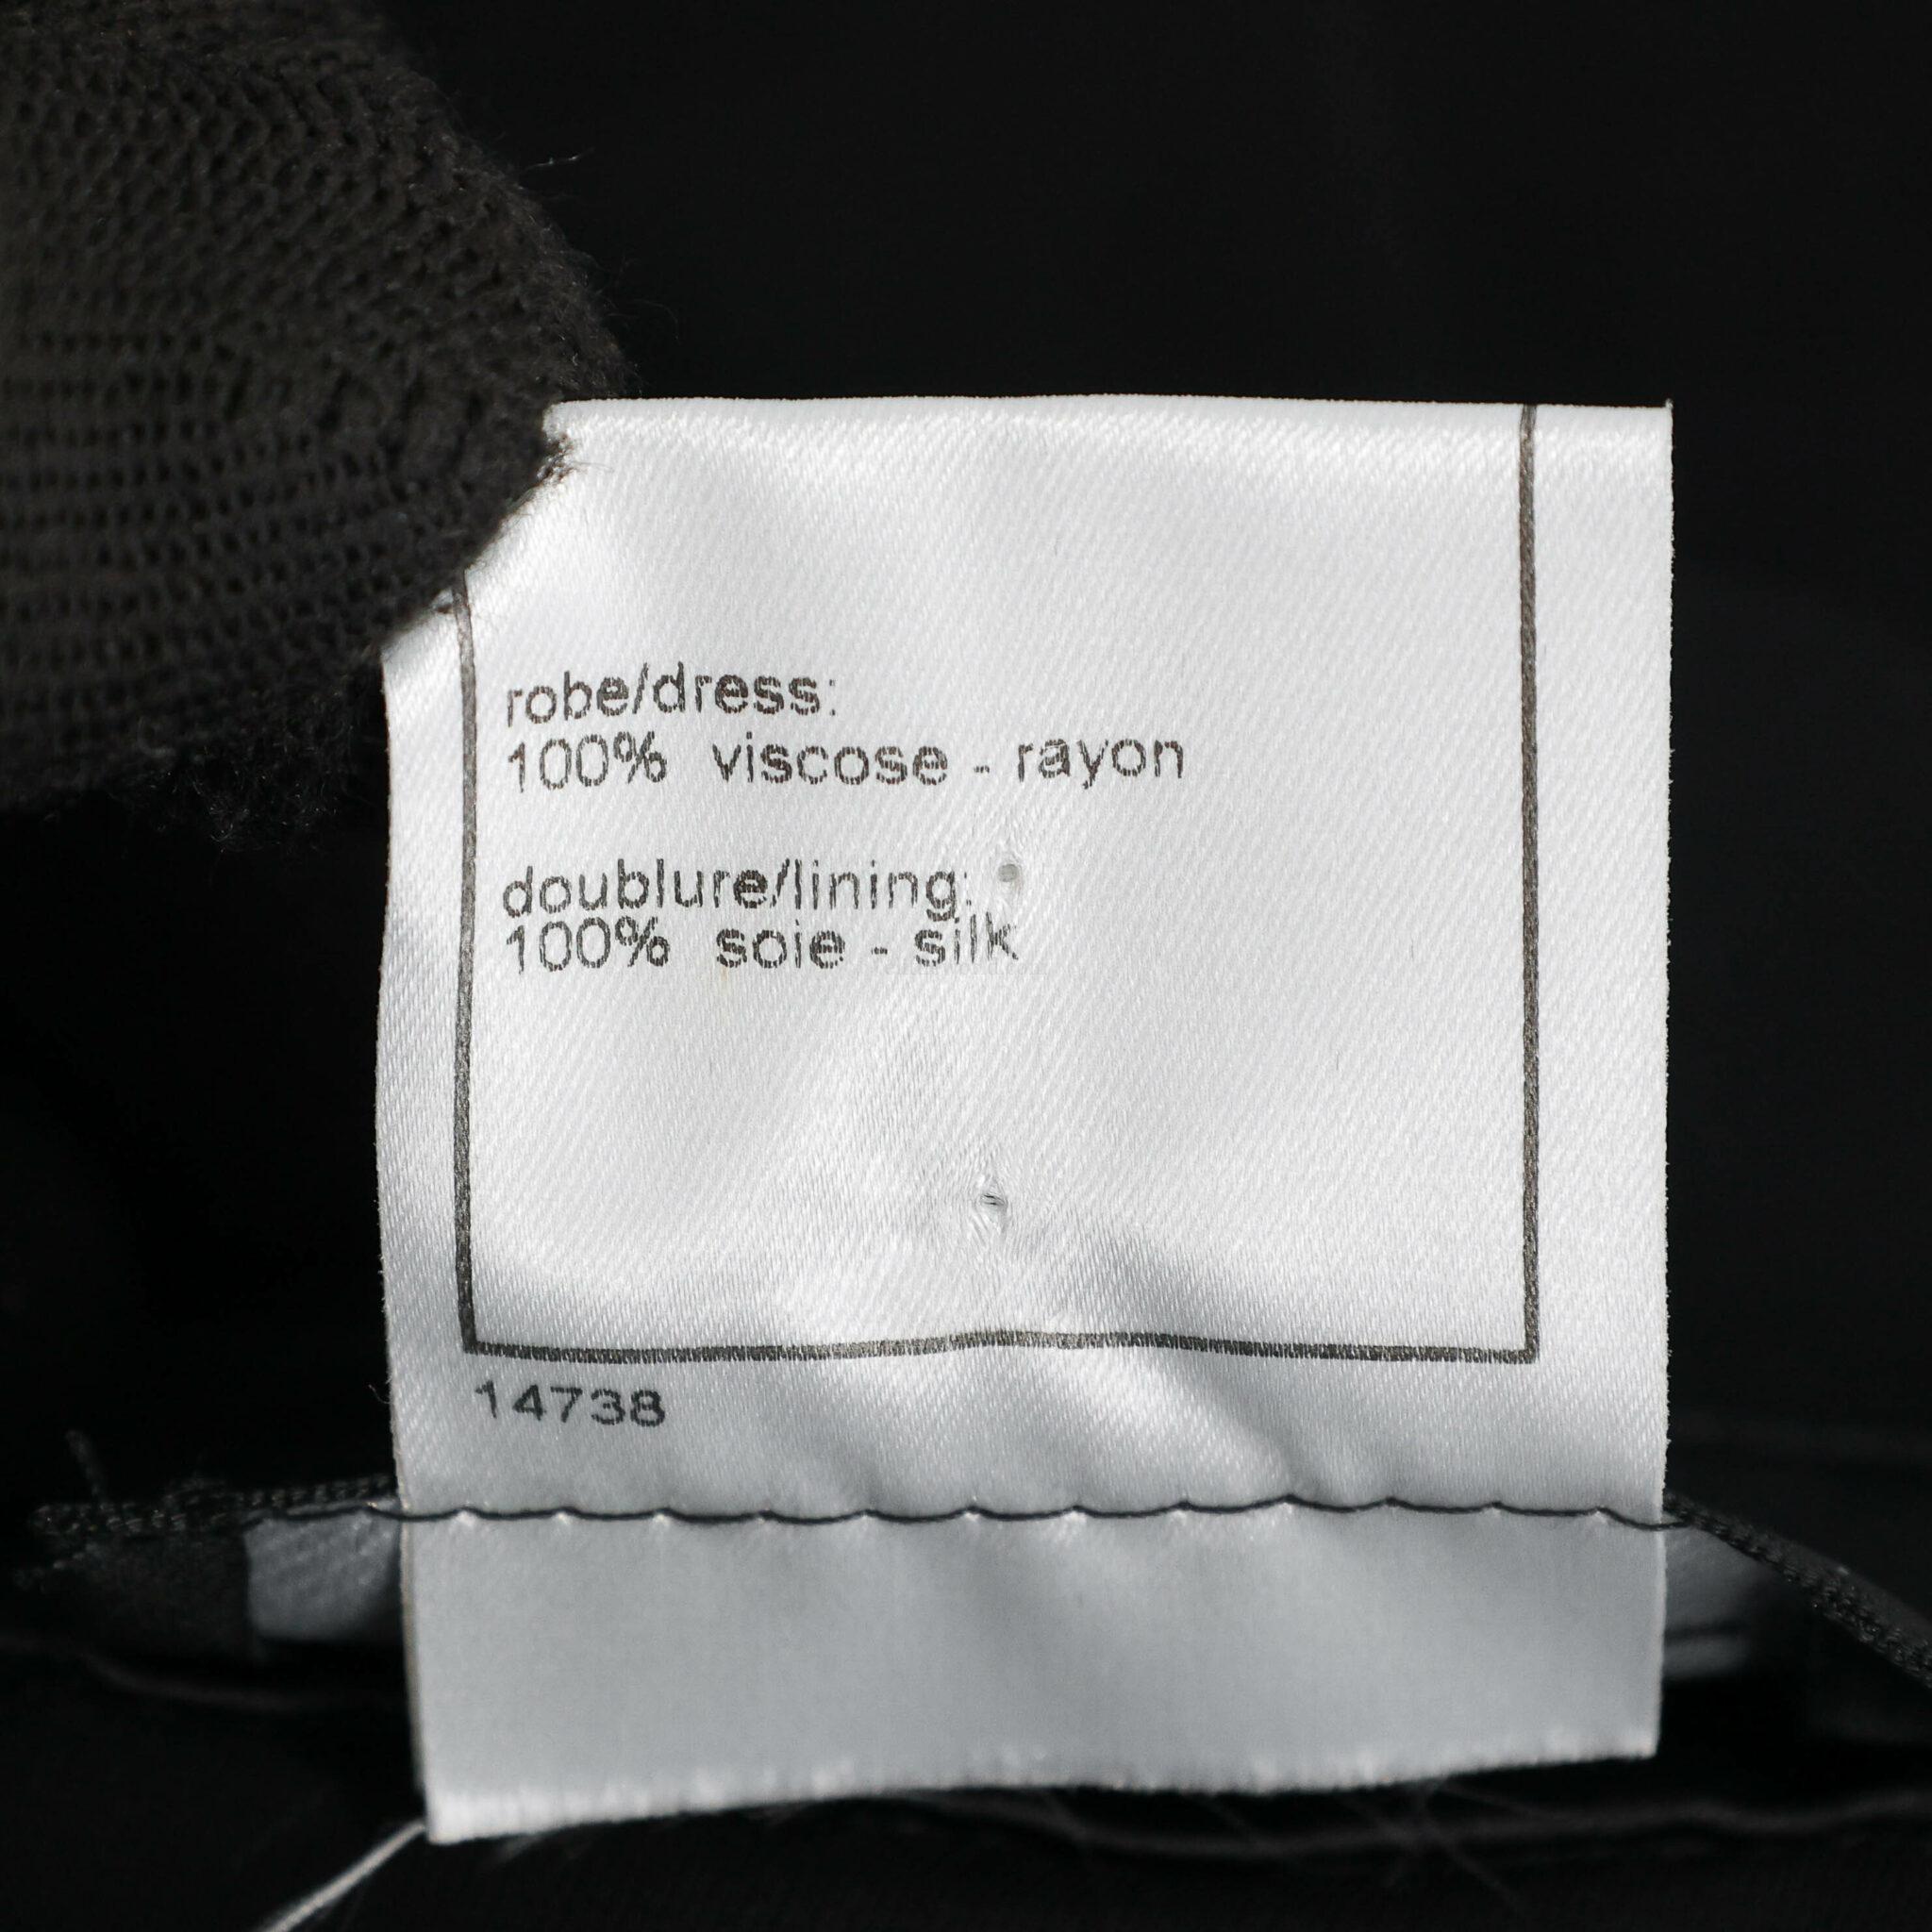 robe/dress:
100% viscose - rayon
doublure/lining:
100% soie - silk
14738